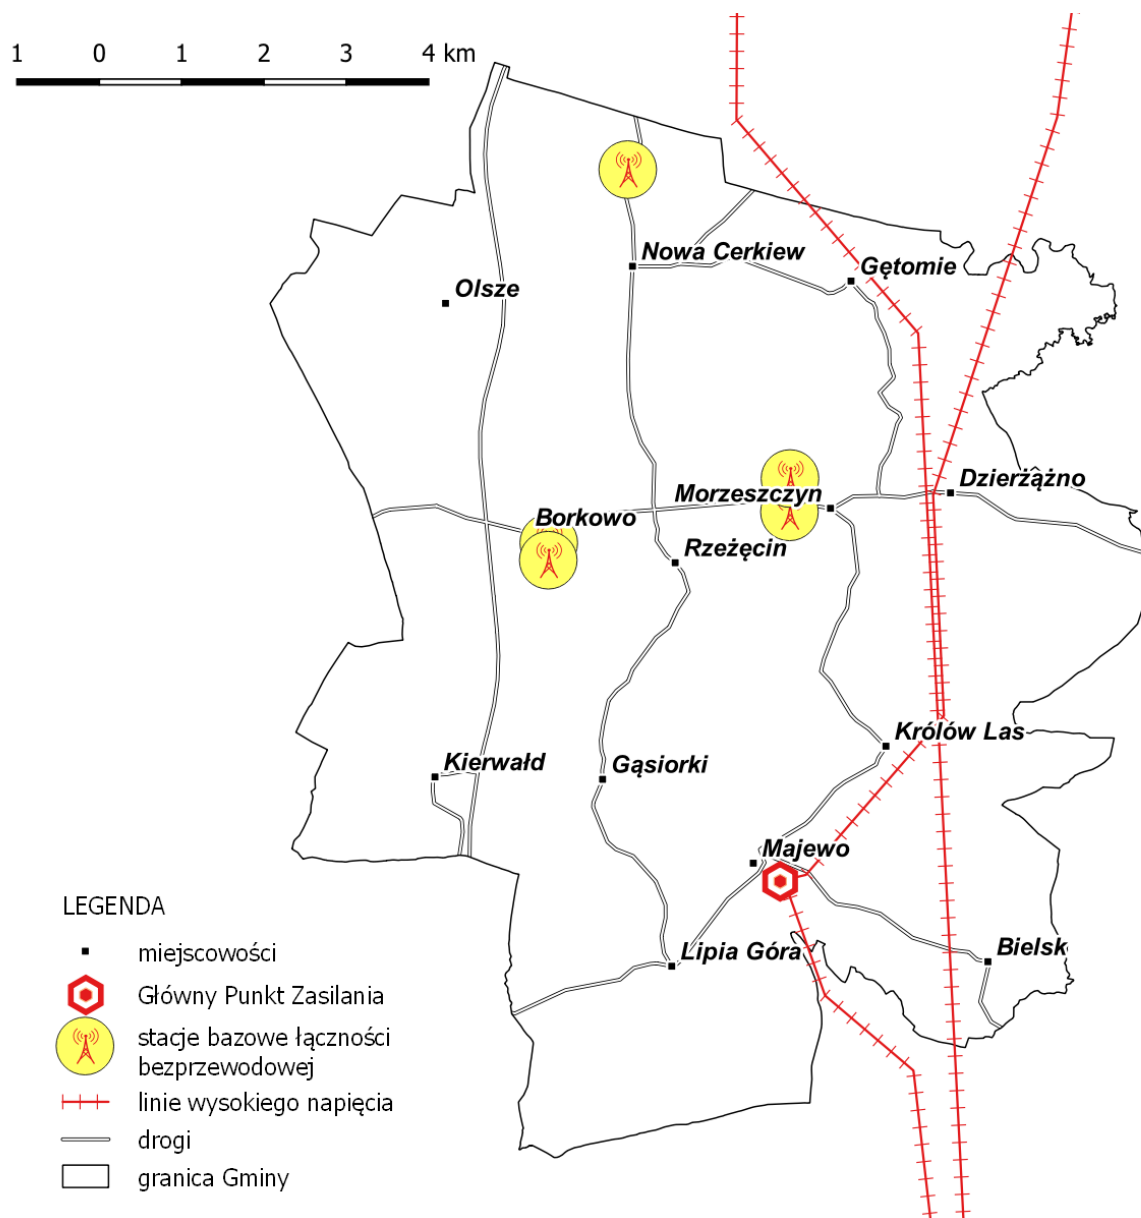 1 0 1 2 3 4 km
Nowa Cerkiew
Gętomie
Olsze
Dzierżążno
Morzeszczyn
Borkowo
Rzeżęcin
Królów Las
Kierwałd
Gąsiorki
Majewo
Lipia Góra
Bielsk
LEGENDA
miejscowości
Główny Punkt Zasilania
stacje bazowe łączności
bezprzewodowej
linie wysokiego napięcia
drogi
granica Gminy